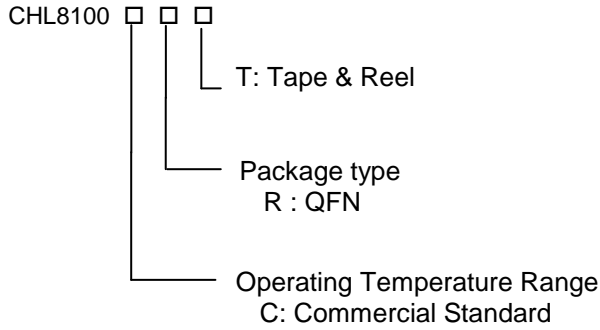 CHL8100 □ □ □
T: Tape & Reel
Package type
R : QFN
Operating Temperature Range
C: Commercial Standard